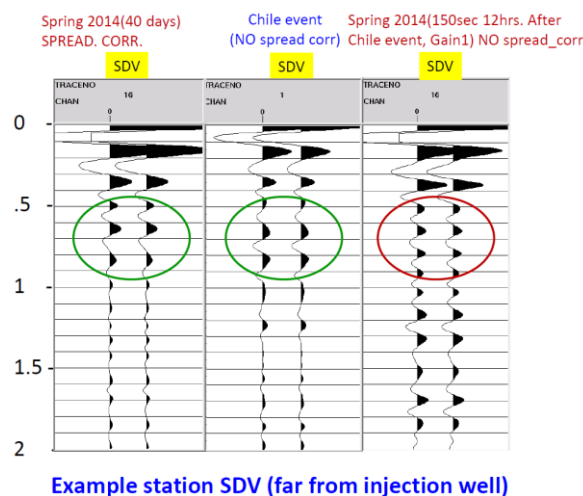 Spring 2014(40 days)
SPREAD. CORR.
Chile event
(NO spread corr)
Spring 2014(150sec 12hrs. After
Chile event, Gain1) NO spread_corr
SDV
SDV
SDV
TRACENO
16
CHAN
0
TRACENO
1
CHAN
0
TRACENO
16
CHAN
0
0
.5
1
1.5
2
Example station SDV (far from injection well)